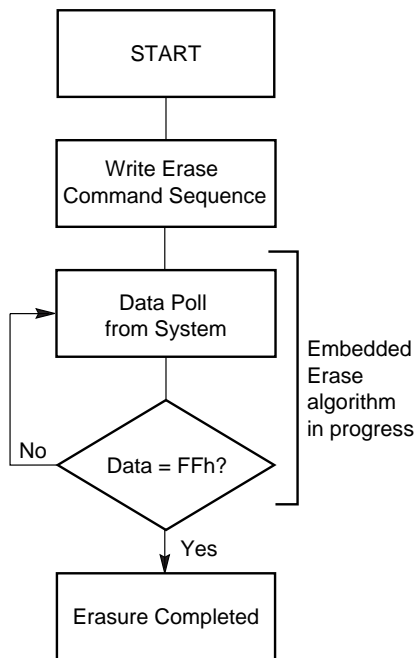 START
Write Erase
Command Sequence
Data Poll
from System
Embedded
Erase
algorithm
in progress
No
Data = FFh?
Yes
Erasure Completed